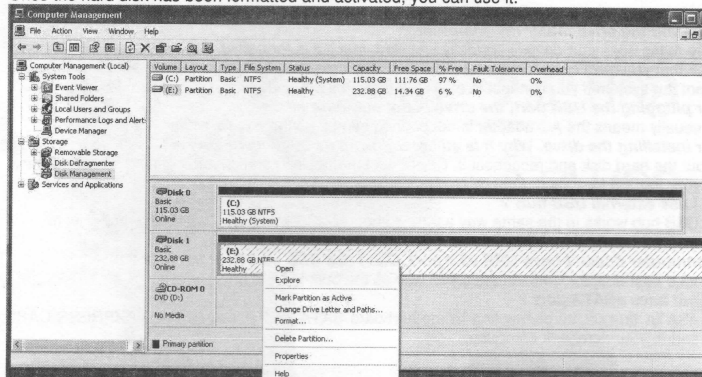 Once the hard disk has been formatted and activated, you can use it.
Computer Management
File Action View Window Help
Computer Management (Local)
System Tools
Event Viewer
Shared Folders
Local Users and Groups
Performance Logs and Alert:
Device Manager
Storage
Removable Storage
Disk Defragmenter
Disk Management
Services and Applications
Volume Layout Type File System Status Capacity Free Space % Free Fault Tolerance Overhead
(C:) Partition Basic NTFS Healthy (System) 115.03 GB 111.76 GB 97 % No 0%
(E:) Partition Basic NTFS Healthy 232.88 GB 14.34 GB 6 % No 0%
Disk 0
Basic
115.03 GB
Online
(C:)
115.03 GB NTFS
Healthy (System)
Disk 1
Basic
232.88 GB
Online
(E:)
232.88 GB NTFS
Healthy
CD-ROM 0
DVD (D:)
No Media
Open
Explore
Mark Partition as Active
Change Drive Letter and Paths...
Format...
Delete Partition...
Properties
Help
Primary partition